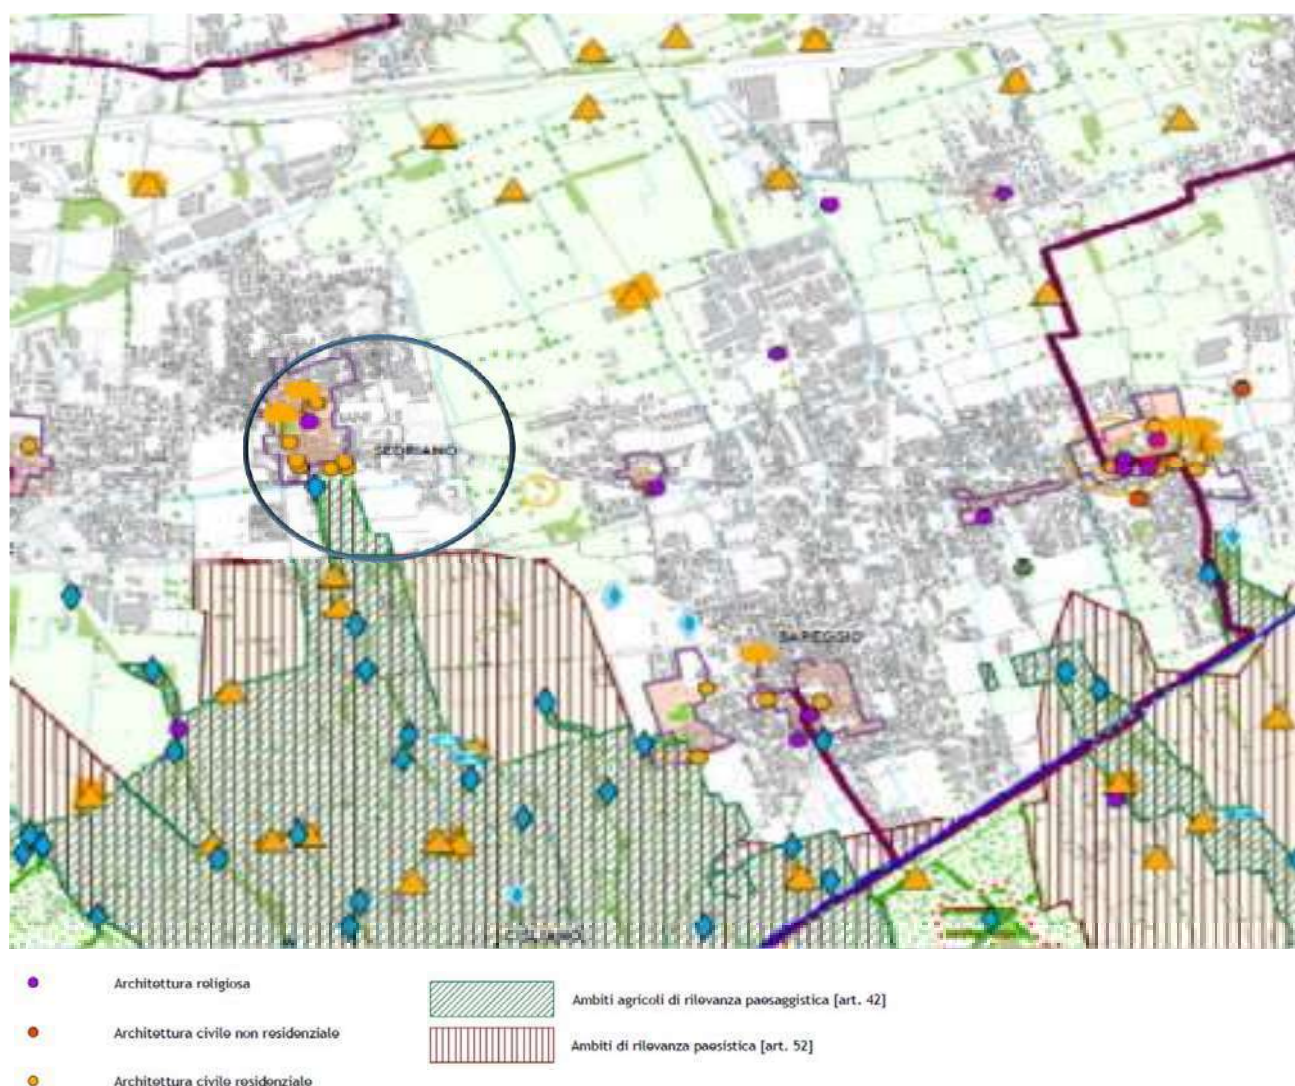 SEDRIANO
BAREGGIO
Architettura religiosa
Architettura civile non residenziale
Architettura civile residenziale
Ambiti agricoli di rilevanza paesaggistica [art. 42]
Ambiti di rilevanza paesistica [art. 52]